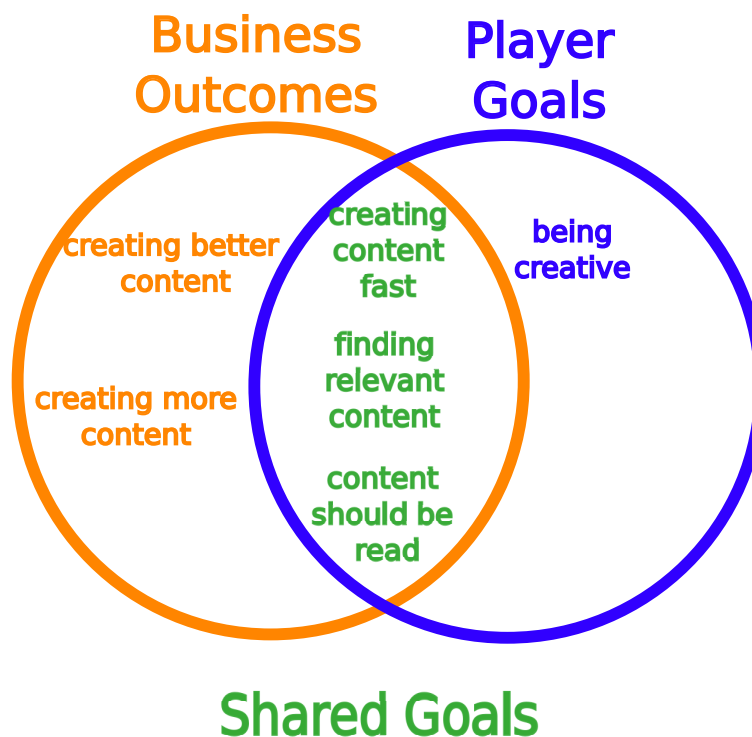 Business
Outcomes
Player
Goals
creating better
content
creating more
content
creating
content
fast
finding
relevant
content
content
should be
read
being
creative
Shared Goals